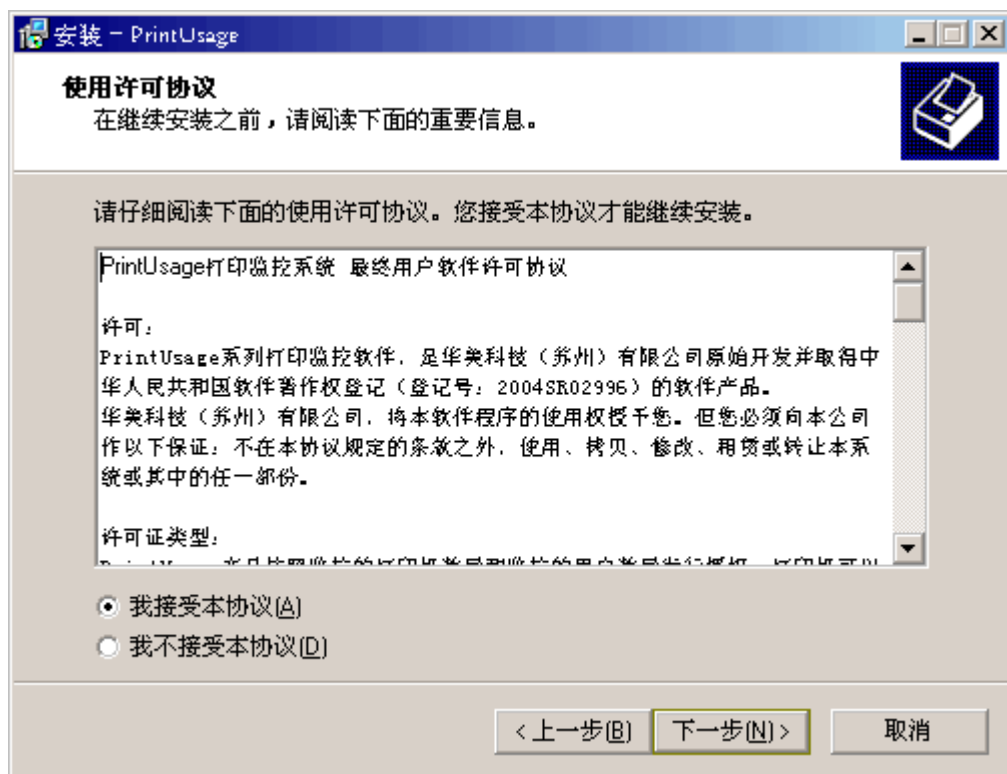 安装 - PrintUsage
使用许可协议
在继续安装之前，请阅读下面的重要信息。
请仔细阅读下面的使用许可协议。您接受本协议才能继续安装。
PrintUsage打印监控系统 最终用户软件许可协议
许可：
PrintUsage系列打印监控软件，是华美科技（苏州）有限公司原始开发并取得中
华人民共和国软件著作权登记（登记号：2004SR02996）的软件产品。
华美科技（苏州）有限公司，将本软件程序的使用权授予您。但您必须向本公司
作以下保证：不在本协议规定的条款之外，使用、拷贝、修改、租赁或转让本系
统或其中的任一部份。
许可证类型：
我接受本协议(A)
我不接受本协议(D)
<上一步(B)
下一步(N)>
取消